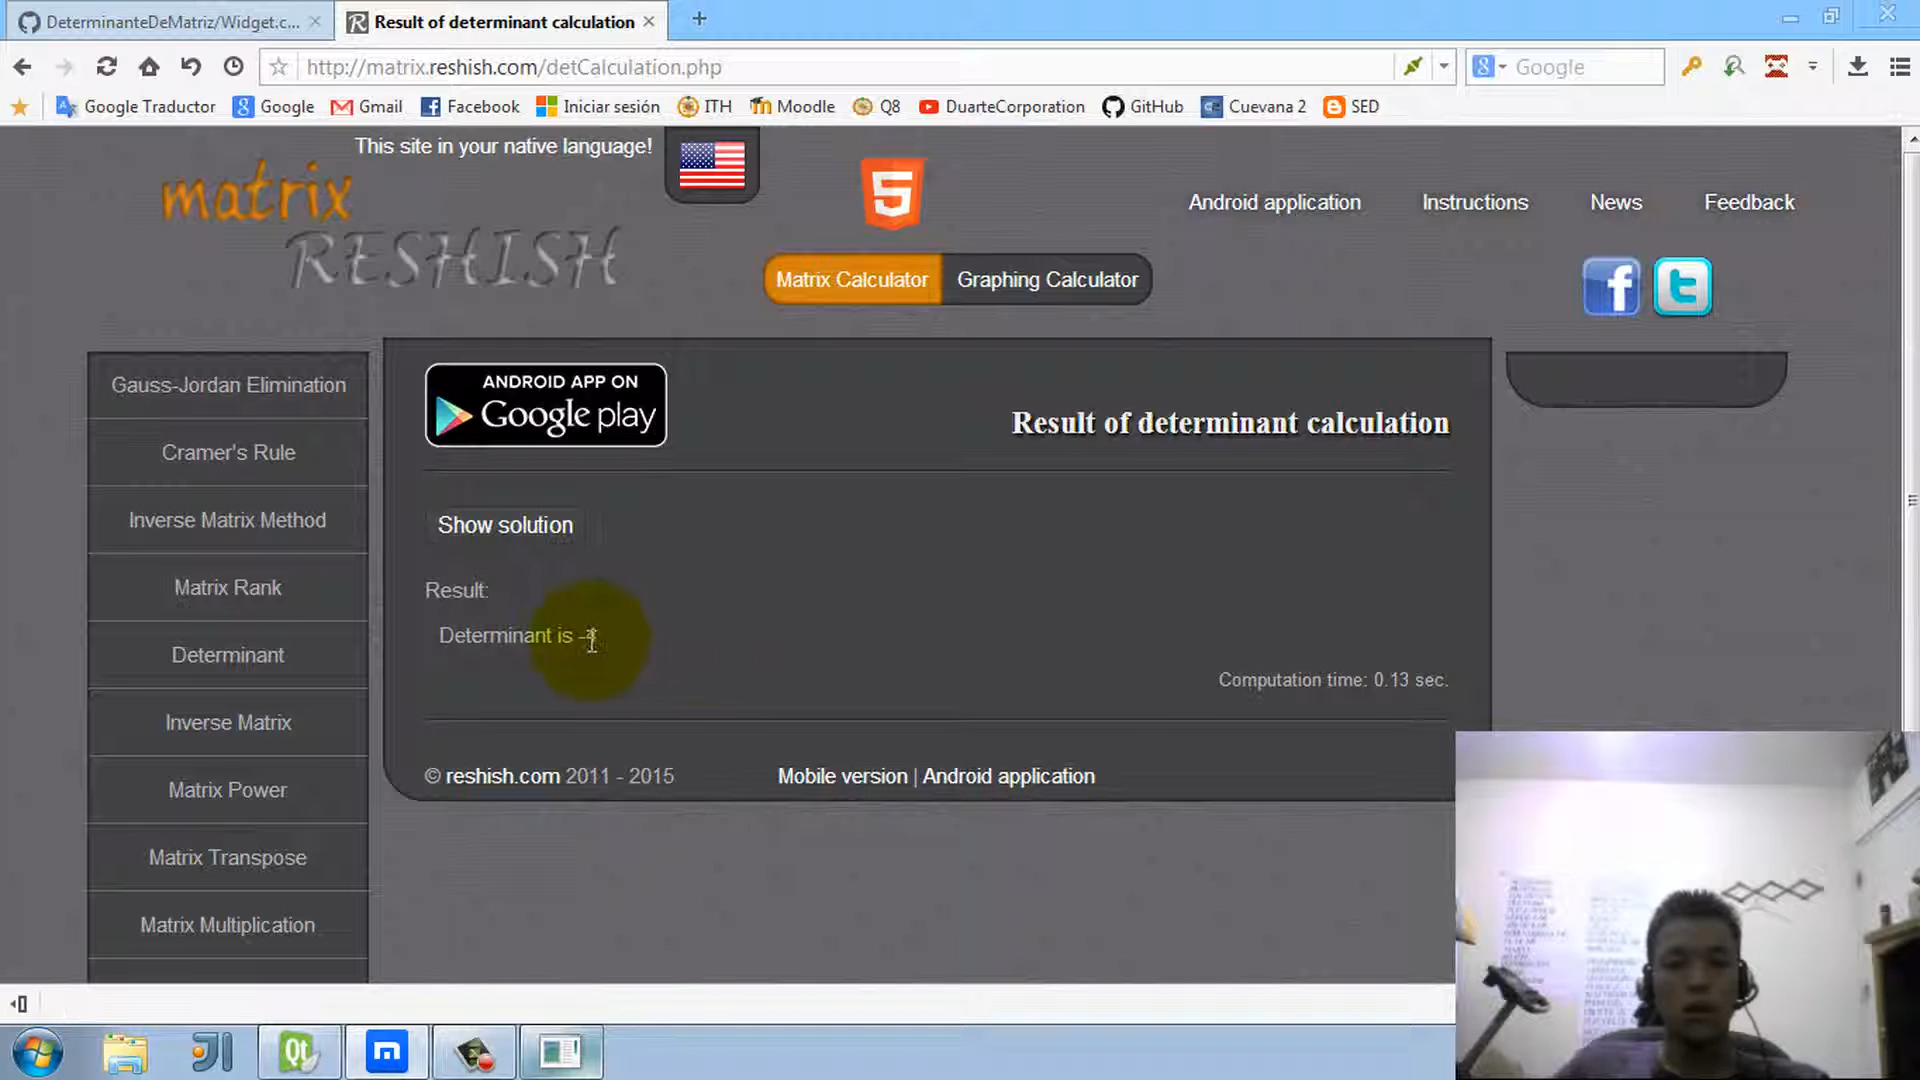 DeterminanteDeMatriz/Widget.c...
Result of determinant calculation
http://matrix.reshish.com/detCalculation.php
Google
Google Traductor
Google
Gmail
Facebook
Iniciar sesión
ITH
Moodle
Q8
DuarteCorporation
GitHub
Cuevana 2
SED
This site in your native language!
matrix
RESHISH
5
Android application
Instructions
News
Feedback
Matrix Calculator
Graphing Calculator
Gauss-Jordan Elimination
Cramer's Rule
Inverse Matrix Method
Matrix Rank
Determinant
Inverse Matrix
Matrix Power
Matrix Transpose
Matrix Multiplication
ANDROID APP ON
Google play
Result of determinant calculation
Show solution
Result:
Determinant is
Computation time: 0.13 sec.
© reshish.com 2011 - 2015
Mobile version | Android application
Qt